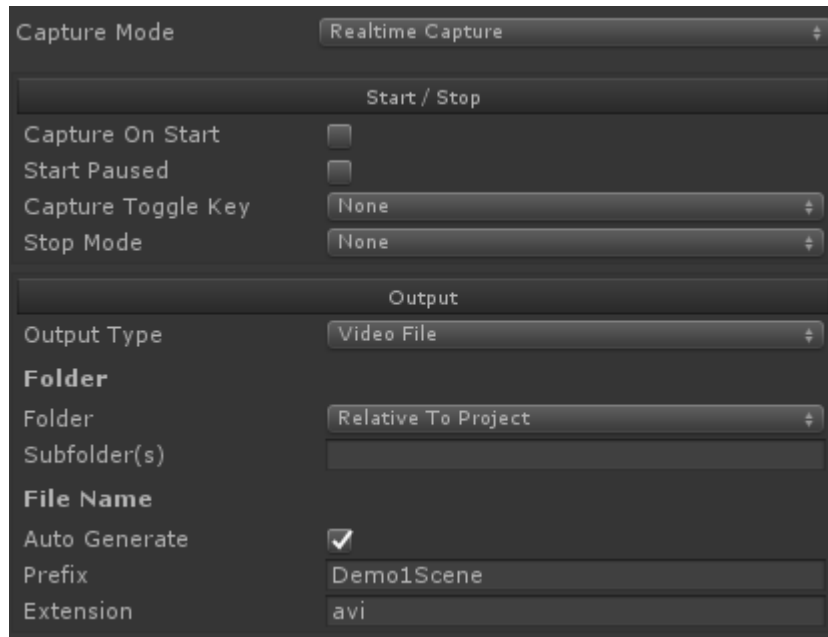 Capture Mode Realtime Capture
Start / Stop
Capture On Start
Start Paused
Capture Toggle Key None
Stop Mode None
Output
Output Type Video File
Folder
Folder Relative To Project
Subfolder(s)
File Name
Auto Generate
Prefix Demo1Scene
Extension avi